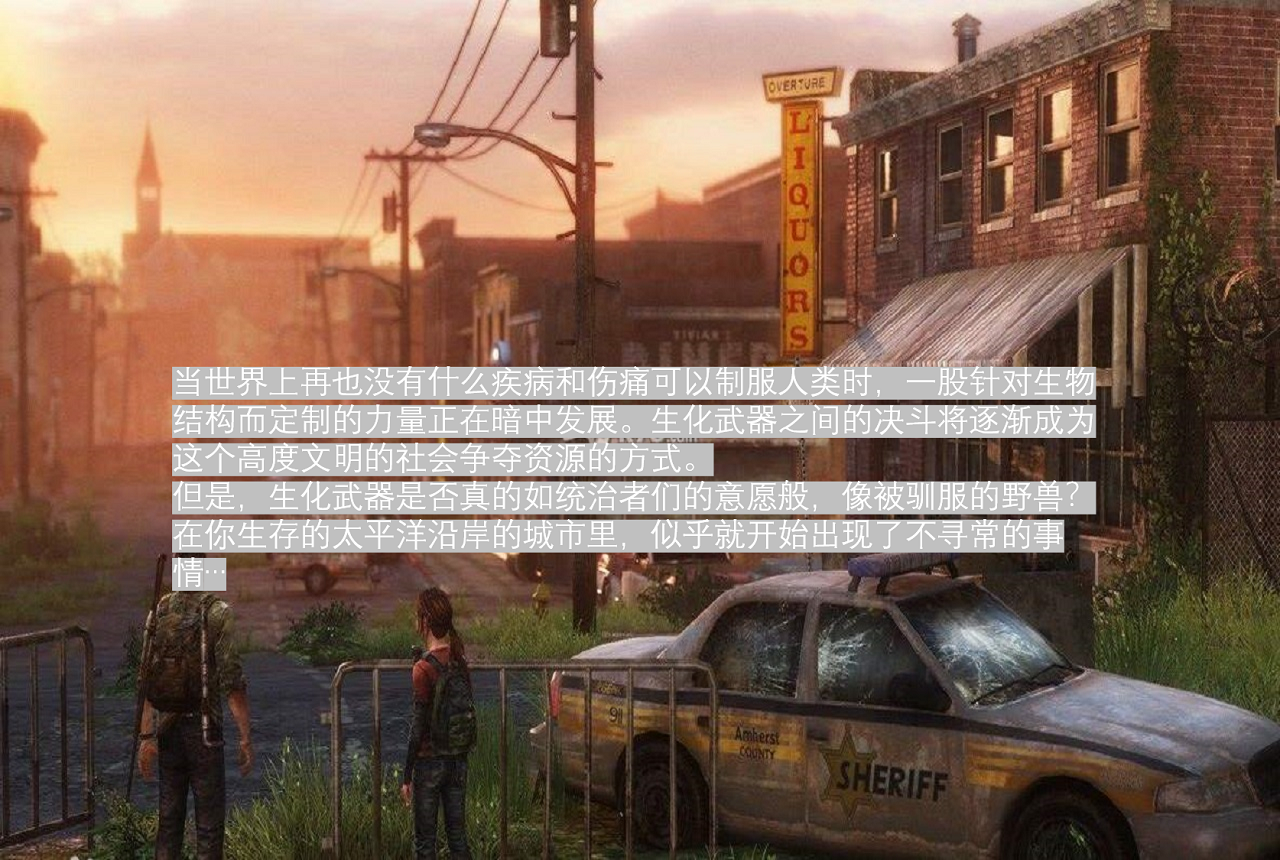 OVERTURE
LIQUORS
DINER
当世界上再也没有什么疾病和伤痛可以制服人类时，一股针对生物
结构而定制的力量正在暗中发展。生化武器之间的决斗将逐渐成为
这个高度文明的社会争夺资源的方式。
但是，生化武器是否真的如统治者们的意愿般，像被驯服的野兽？
在你生存的太平洋沿岸的城市里，似乎就开始出现了不寻常的事
情…
911
Amherst
COUNTY
SHERIFF